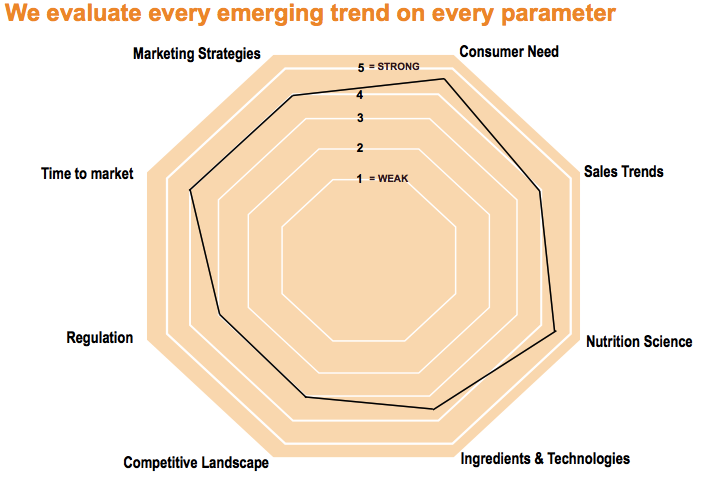 We evaluate every emerging trend on every parameter
Marketing Strategies
Consumer Need
5 = STRONG
4
3
2
1 = WEAK
Time to market
Sales Trends
Regulation
Nutrition Science
Competitive Landscape
Ingredients & Technologies